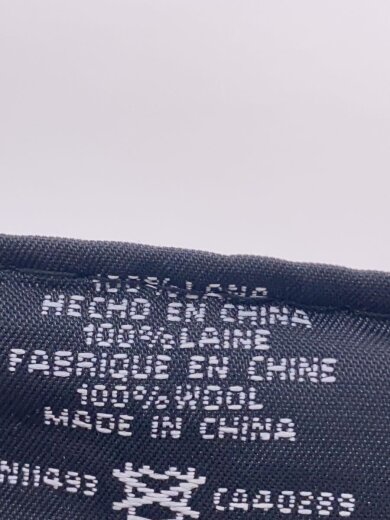 100% LANA
HECHO EN CHINA
100% LAINE
FABRIQUE EN CHINE
100% WOOL
MADE IN CHINA
N11493 CA40289